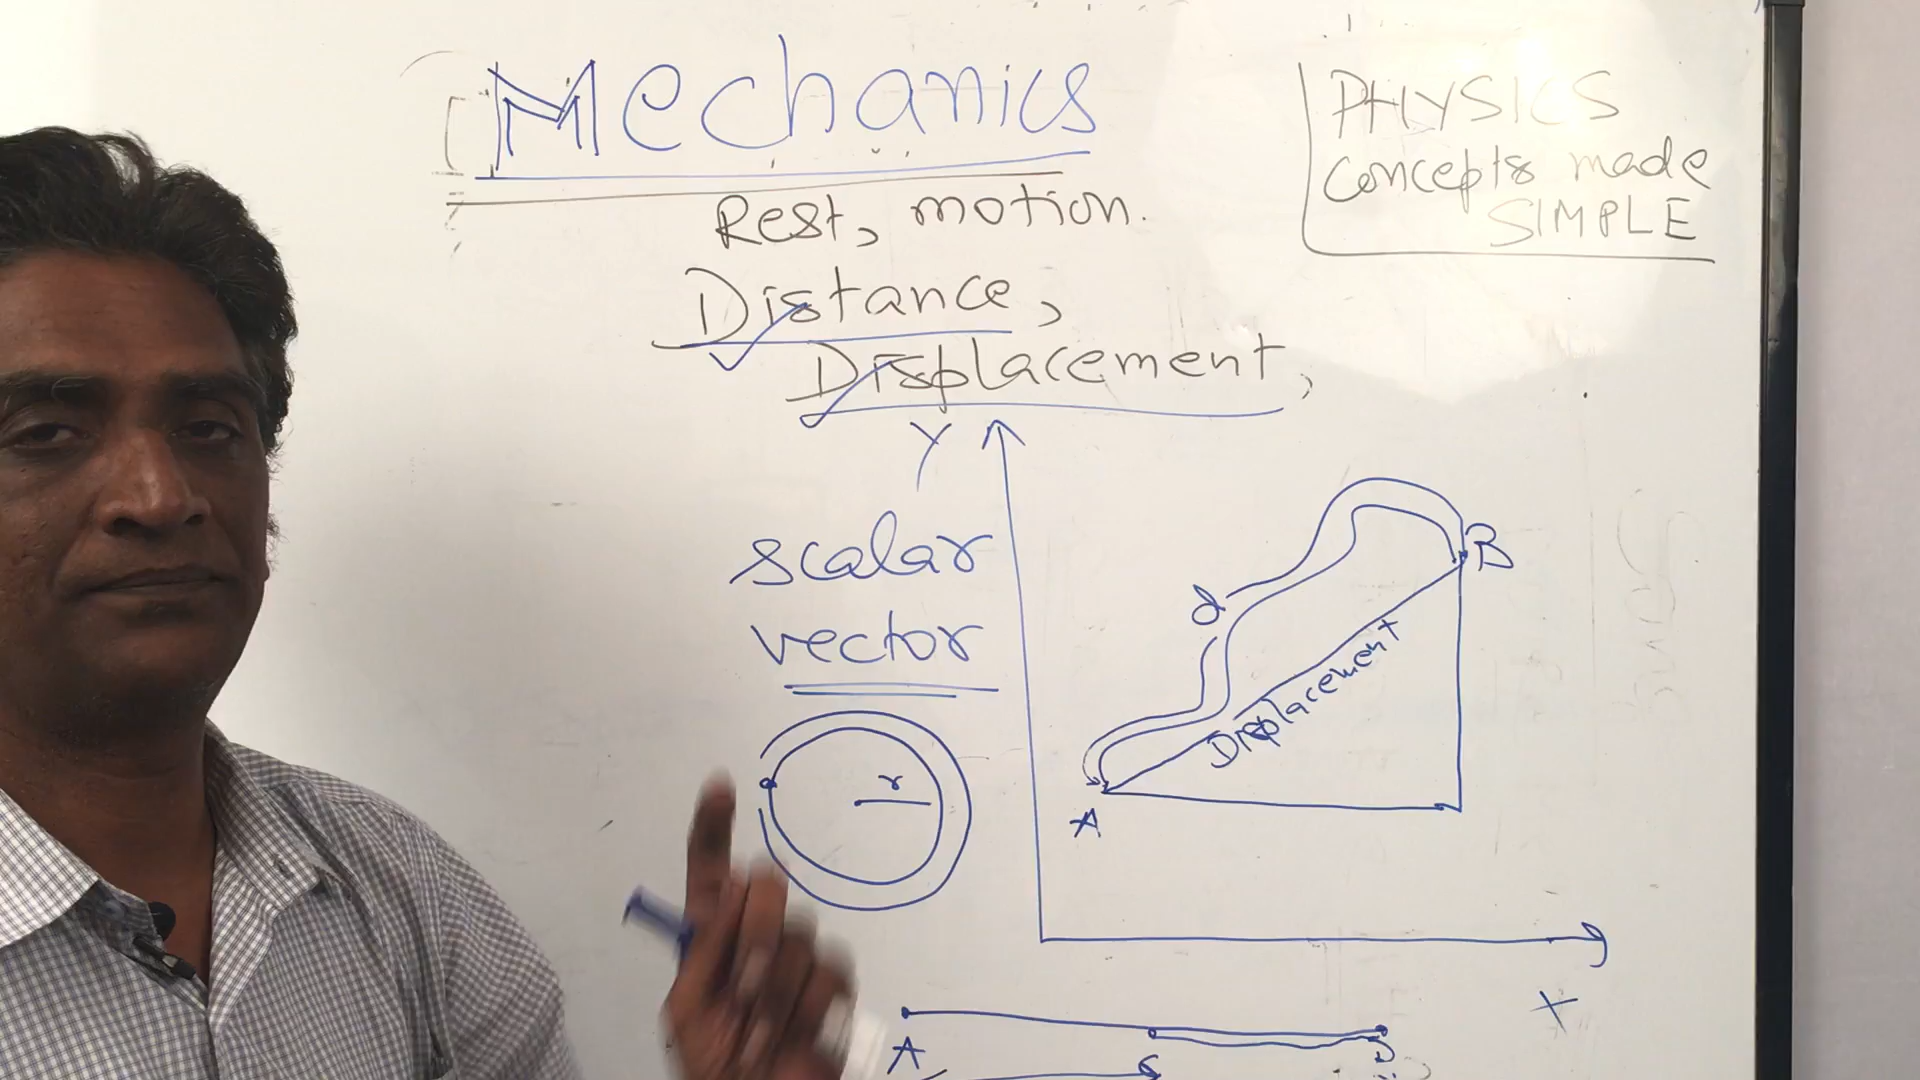 Mechanics
PHYSICS
concepts made
SIMPLE
Rest, motion.
Distance,
Displacement,
Y
scalar
vector
d
B
Displacement
r
A
X
A